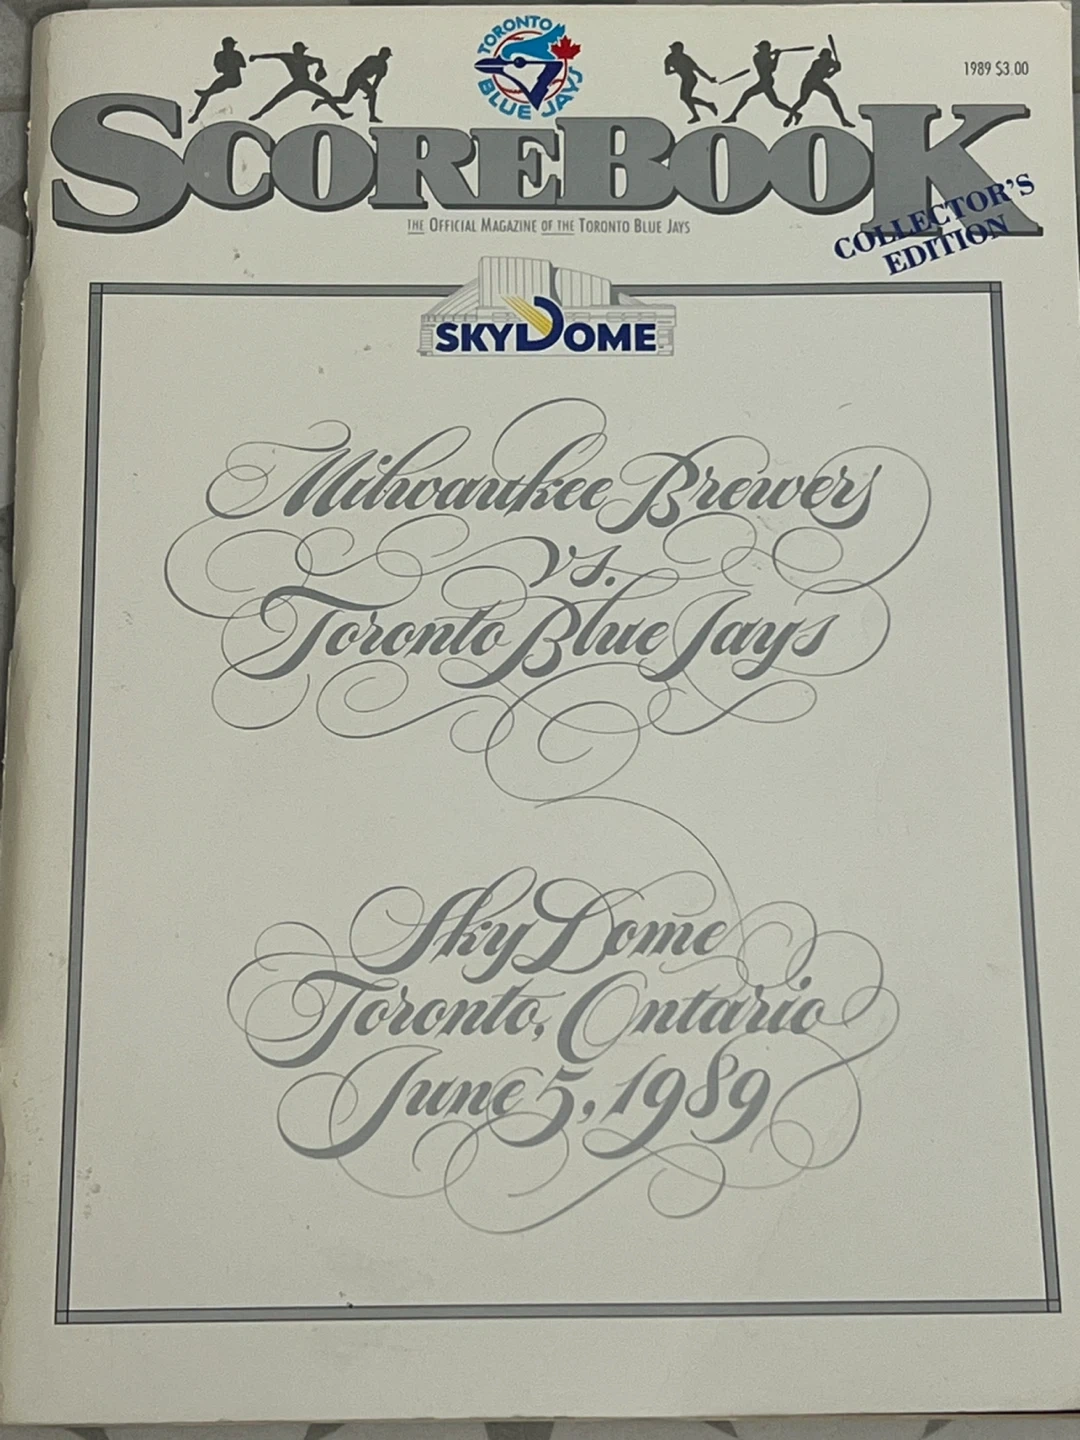 TORONTO
BLUE JAYS
1989 $3.00
SCOREBOOK
THE OFFICIAL MAGAZINE OF THE TORONTO BLUE JAYS
COLLECTOR'S
EDITION
SKYDOME
Milwaukee Brewers
vs.
Toronto Blue Jays
SkyDome
Toronto, Ontario
June 5, 1989